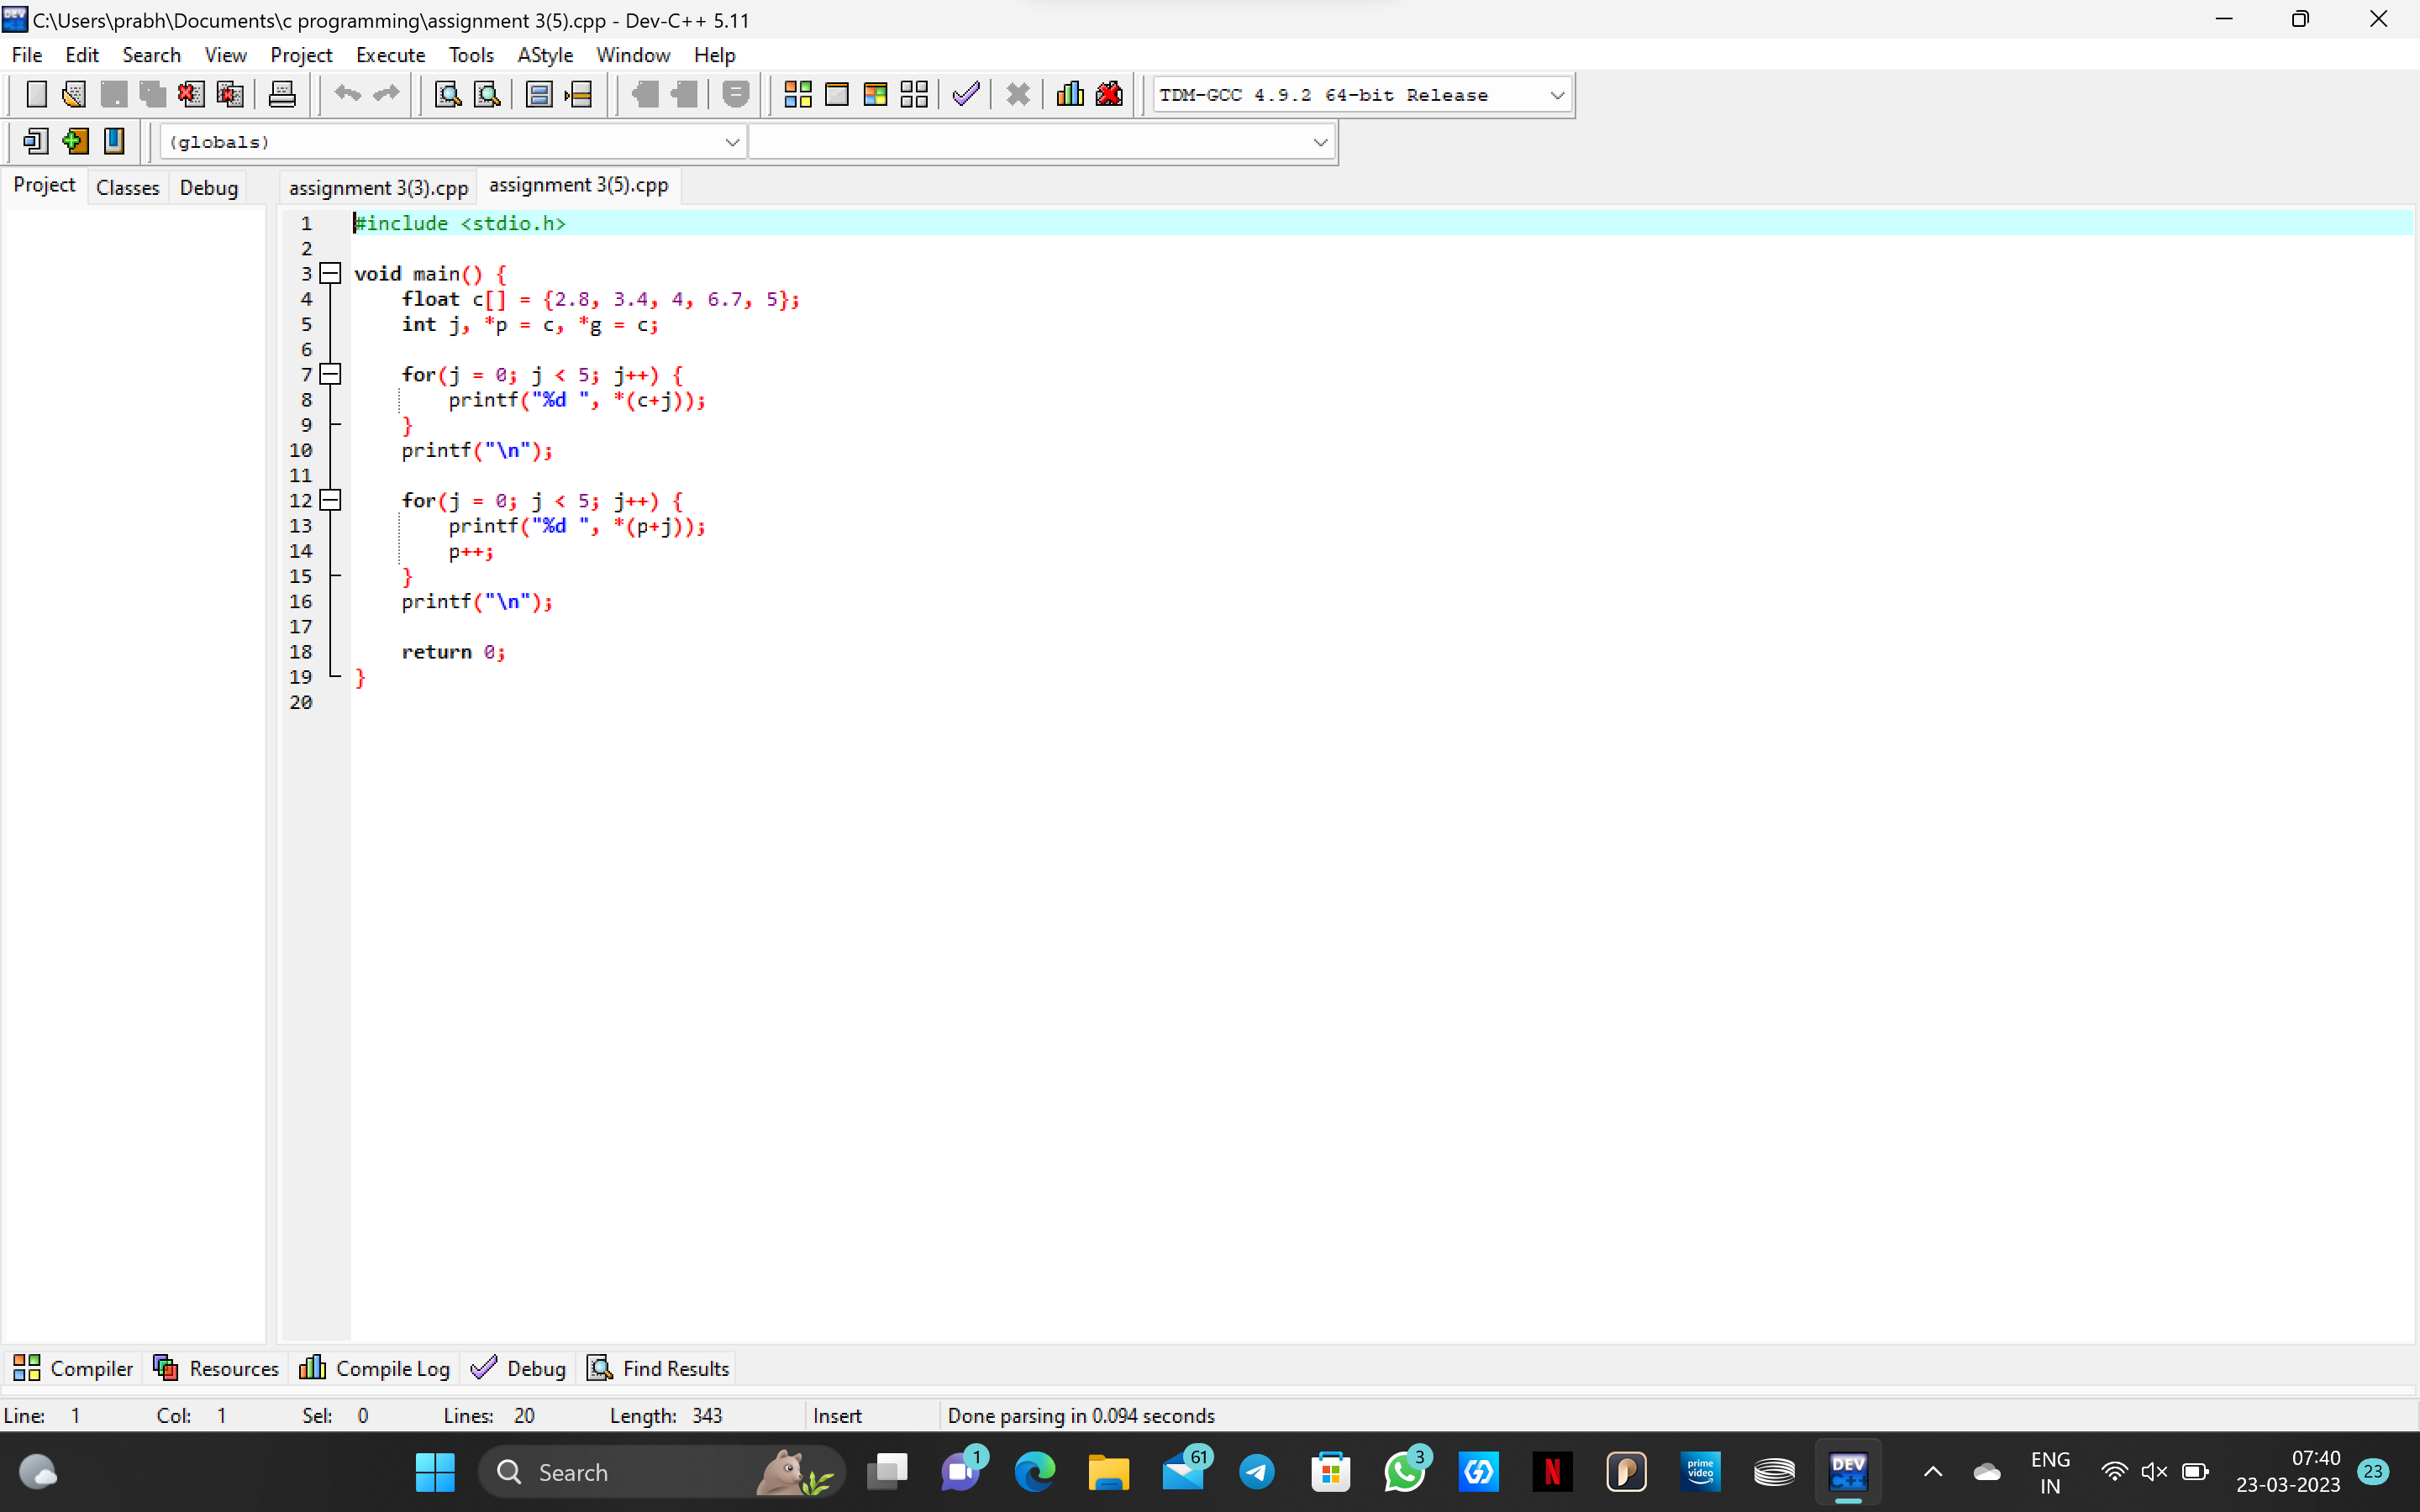 C:\Users\prabh\Documents\c programming\assignment 3(5).cpp - Dev-C++ 5.11
File Edit Search View Project Execute Tools AStyle Window Help
TDM-GCC 4.9.2 64-bit Release
(globals)
Project Classes Debug assignment 3(3).cpp assignment 3(5).cpp
1 #include <stdio.h>
2
3 void main() {
4 float c[] = {2.8, 3.4, 4, 6.7, 5};
5 int j, *p = c, *g = c;
6
7 for(j = 0; j < 5; j++) {
8 printf("%d ", *(c+j));
9 }
10 printf("\n");
11
12 for(j = 0; j < 5; j++) {
13 printf("%d ", *(p+j));
14 p++;
15 }
16 printf("\n");
17
18 return 0;
19 }
20
Compiler Resources Compile Log Debug Find Results
Line: 1 Col: 1 Sel: 0 Lines: 20 Length: 343 Insert Done parsing in 0.094 seconds
Search 1 61 3 N P prime video DEV C++ ENG IN 07:40 23-03-2023 23